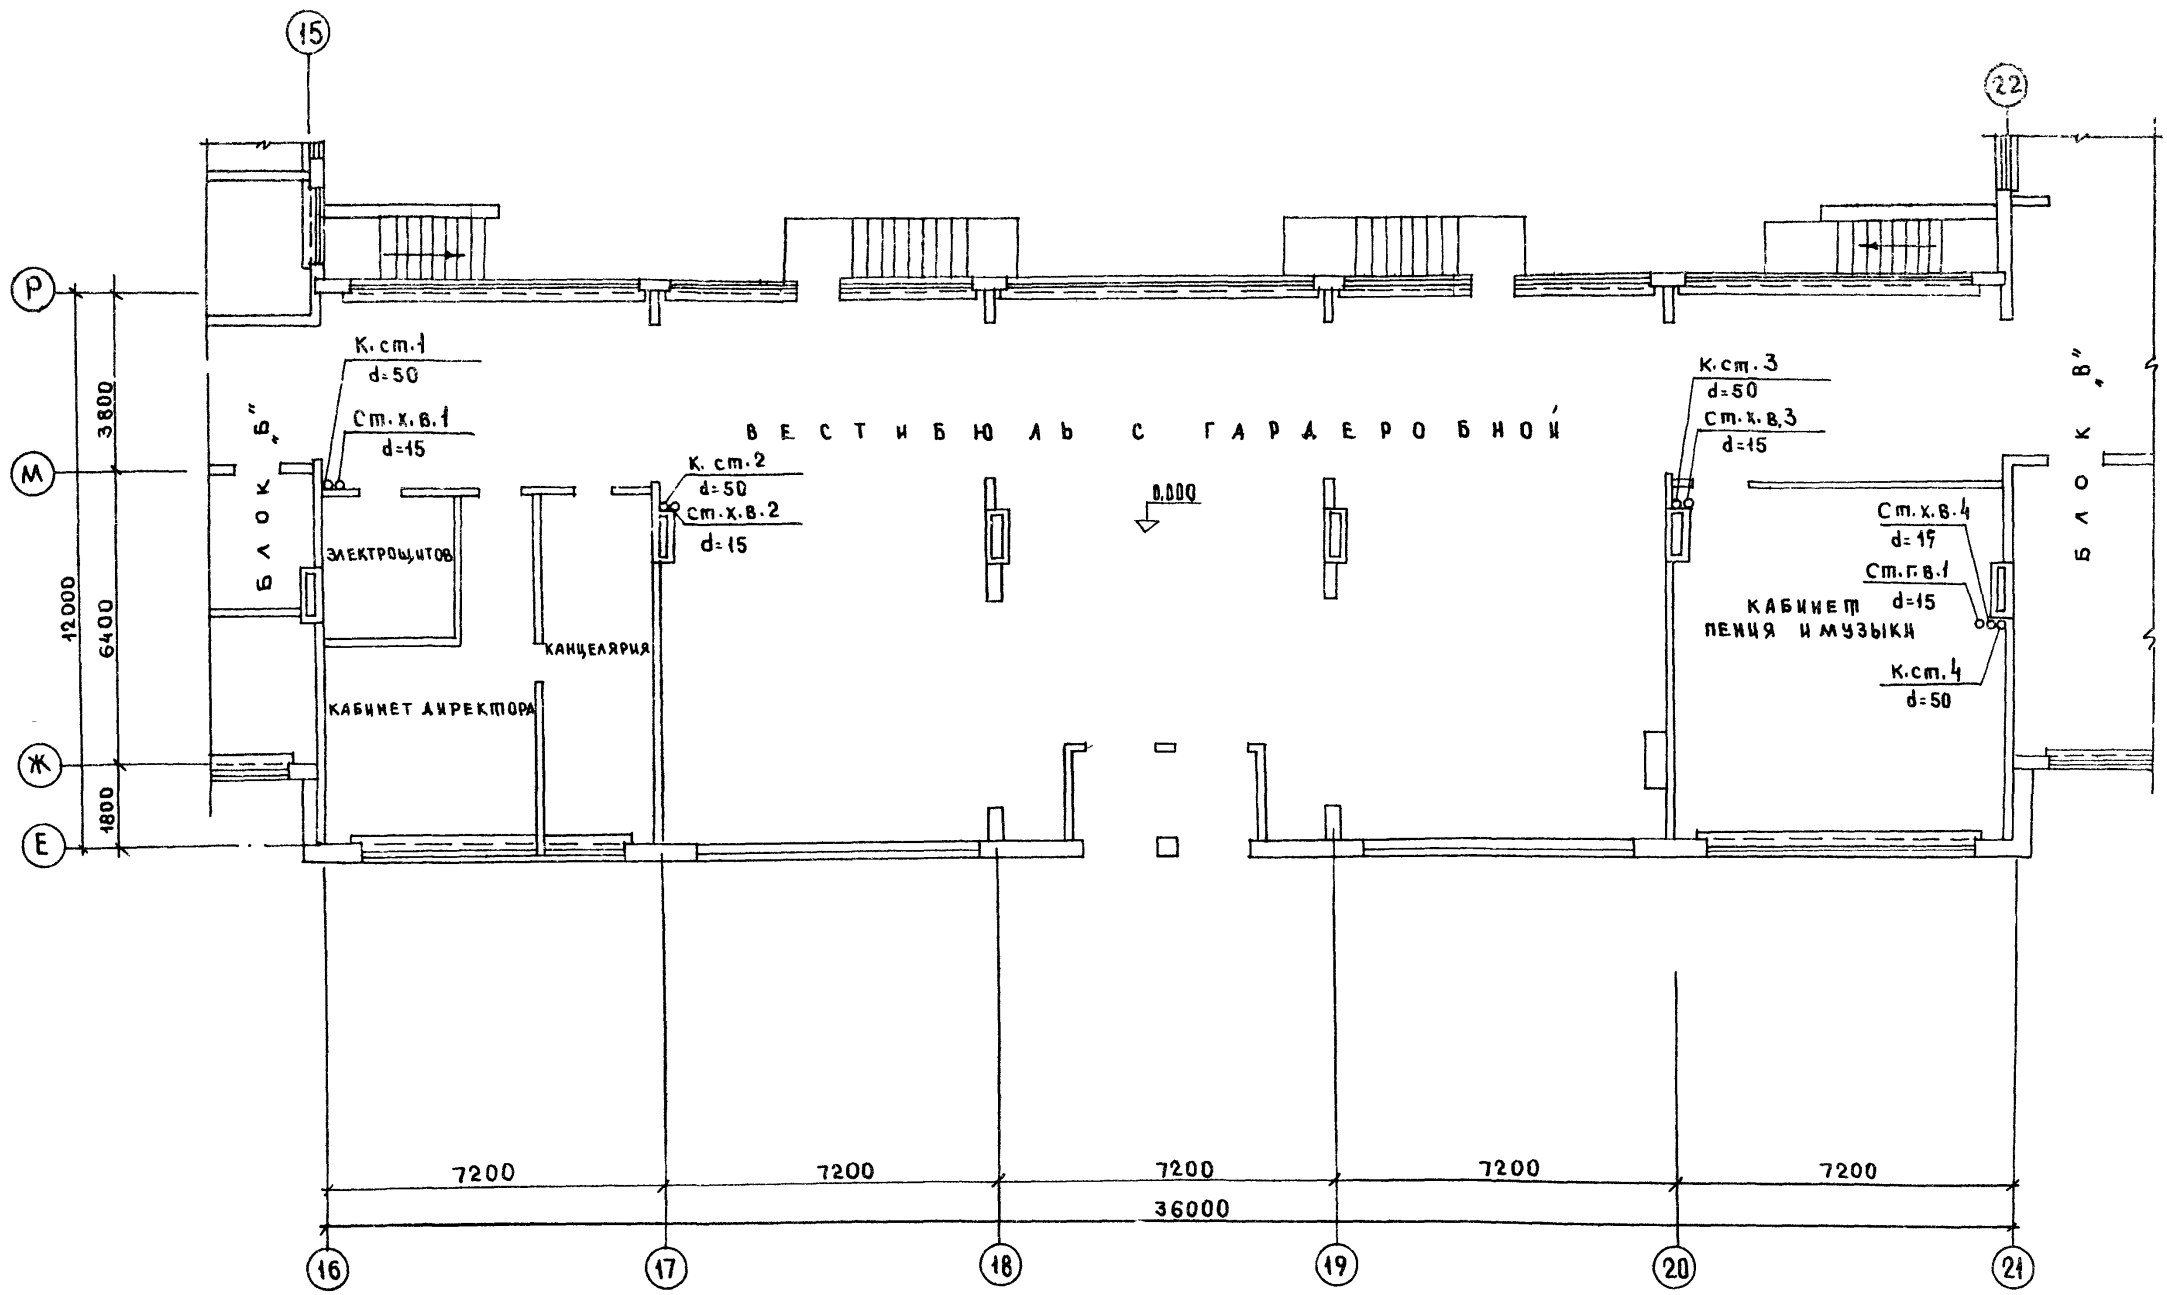 15
22
Р
К.ст.1
d=50
Ст.х.в.1
d=15
3800
БЛОК „Б"
М
ВЕСТИБЮЛЬ С ГАРДЕРОБНОЙ
К. ст.2
d=50
Ст.х.в.2
d=15
0.000
К.ст.3
d=50
Ст.х.в.3
d=15
БЛОК „В"
Ст.х.в.4
d=15
Ст.г.в.1
d=15
КАБИНЕТ
ПЕНИЯ И МУЗЫКИ
К.ст.4
d=50
ЭЛЕКТРОЩИТОВ
12000
6400
КАНЦЕЛЯРИЯ
КАБИНЕТ ДИРЕКТОРА
Ж
1800
Е
7200
7200
7200
7200
7200
36000
16
17
18
19
20
21